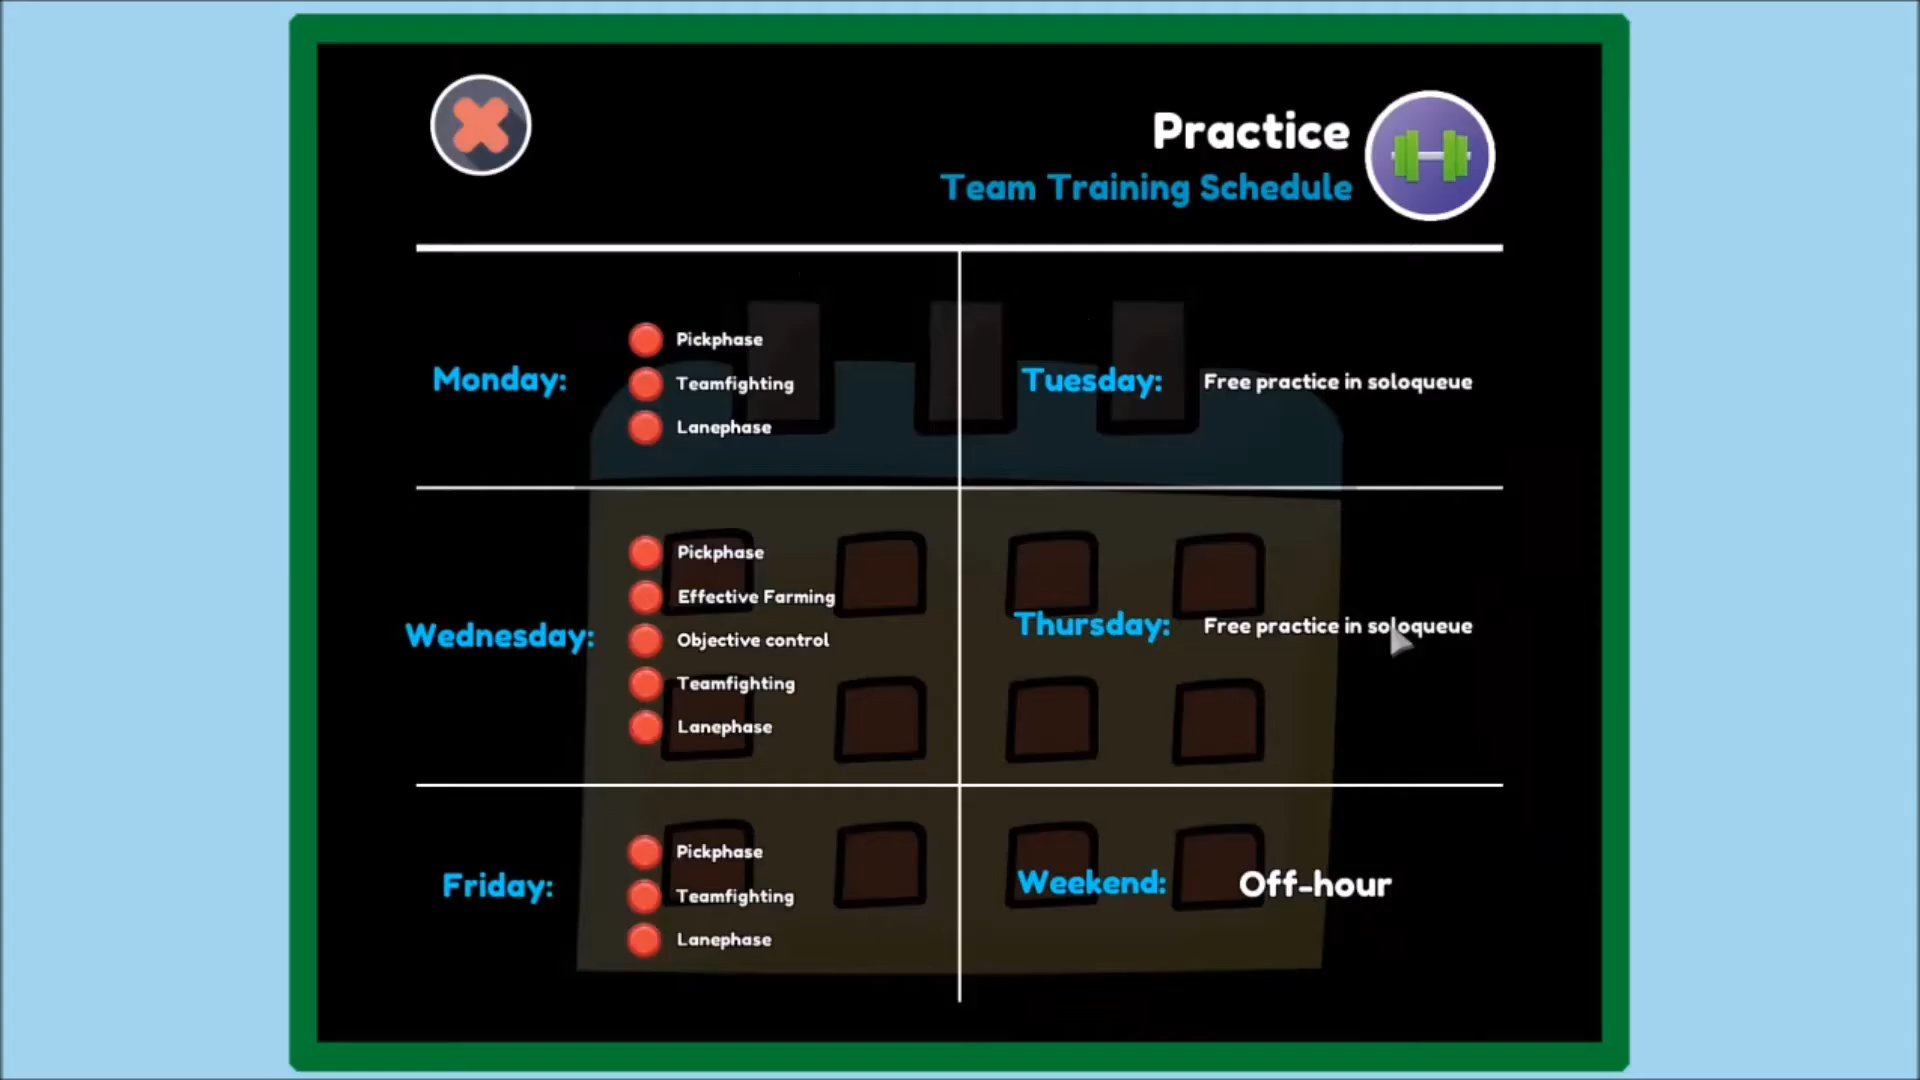 Practice
Team Training Schedule
Monday:
Pickphase
Teamfighting
Lanephase
Tuesday:
Free practice in soloqueue
Wednesday:
Pickphase
Effective Farming
Objective control
Teamfighting
Lanephase
Thursday:
Free practice in soloqueue
Friday:
Pickphase
Teamfighting
Lanephase
Weekend:
Off-hour